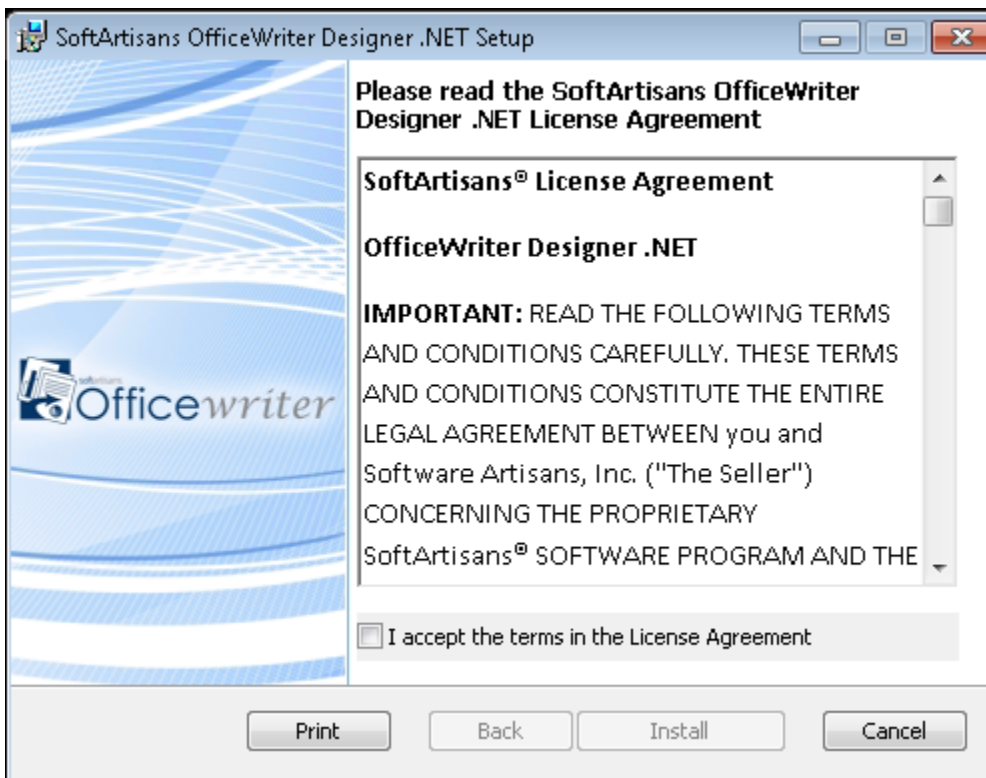 SoftArtisans OfficeWriter Designer .NET Setup
Please read the SoftArtisans OfficeWriter
Designer .NET License Agreement
SoftArtisans® License Agreement
OfficeWriter Designer .NET
IMPORTANT: READ THE FOLLOWING TERMS
AND CONDITIONS CAREFULLY. THESE TERMS
AND CONDITIONS CONSTITUTE THE ENTIRE
LEGAL AGREEMENT BETWEEN you and
Software Artisans, Inc. ("The Seller")
CONCERNING THE PROPRIETARY
SoftArtisans® SOFTWARE PROGRAM AND THE
softartisans
Officewriter
I accept the terms in the License Agreement
Print
Back
Install
Cancel